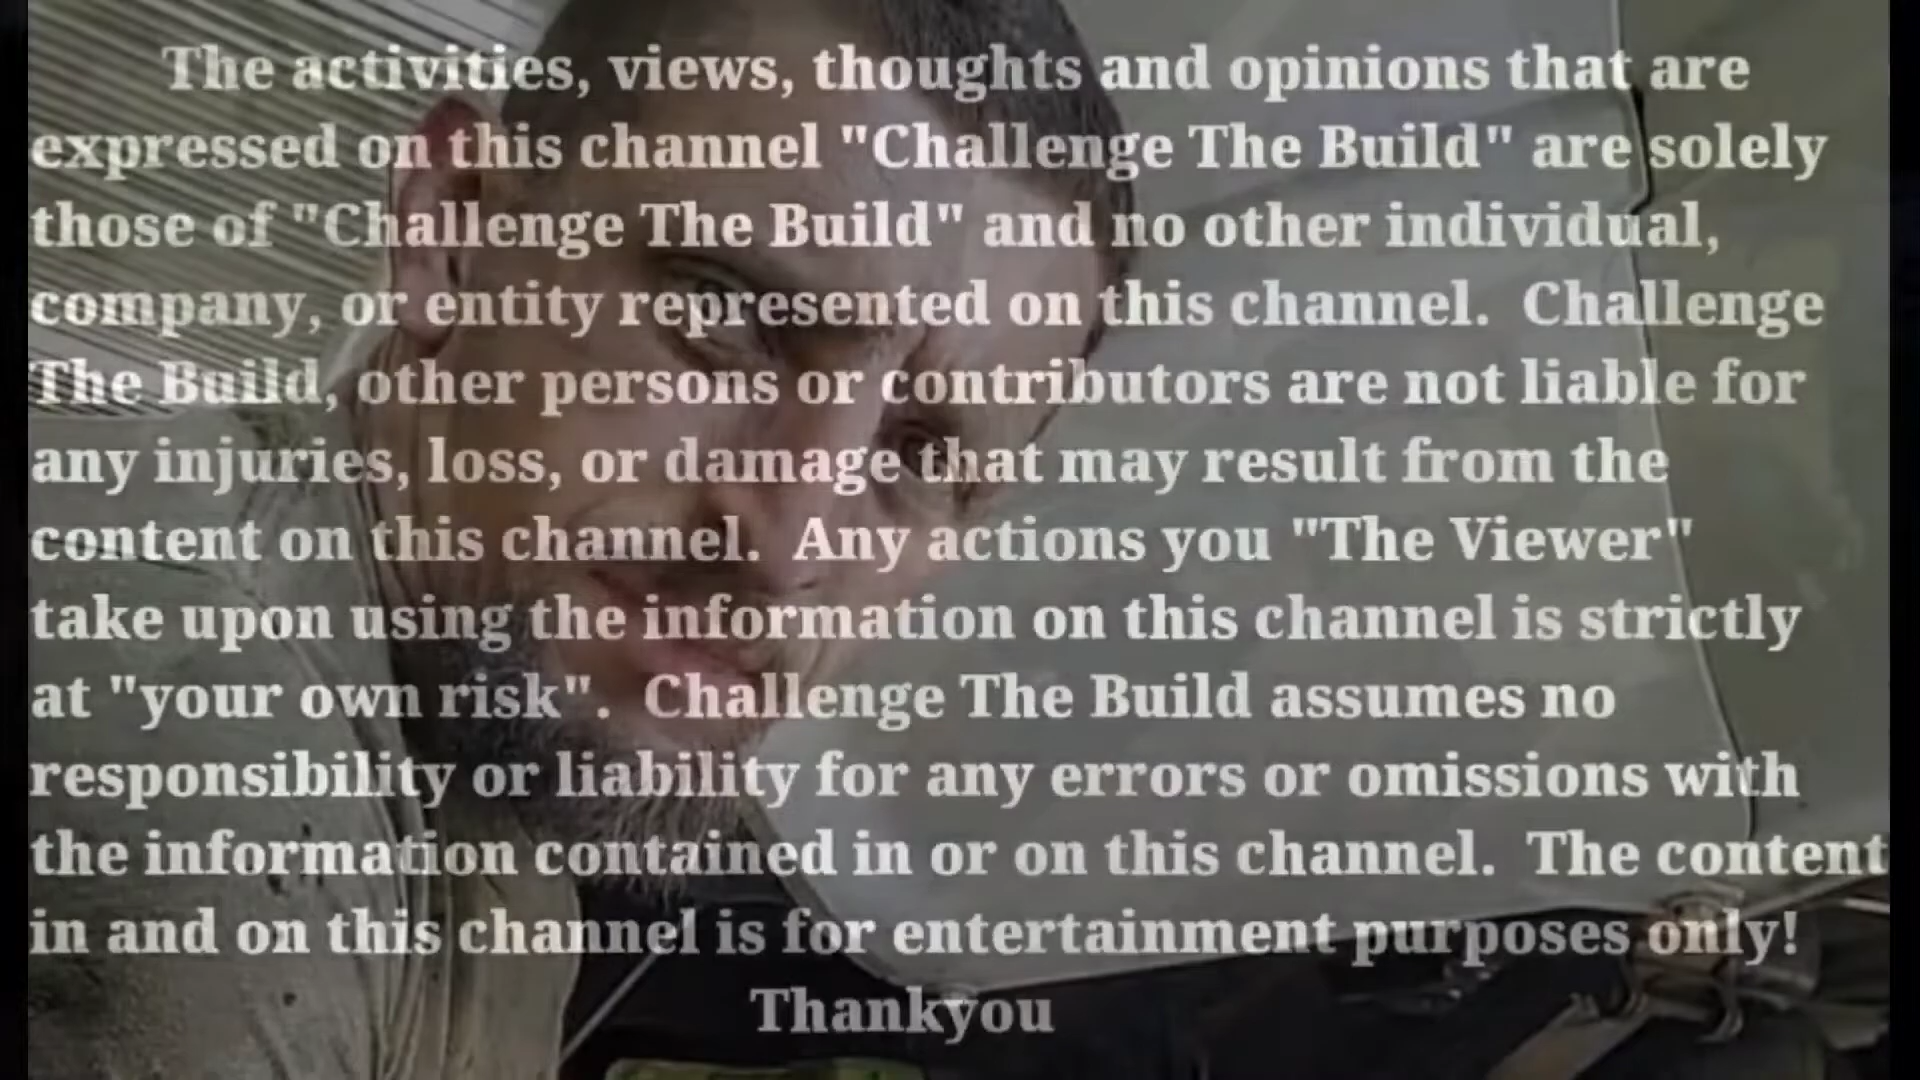 The activities, views, thoughts and opinions that are
expressed on this channel "Challenge The Build" are solely
those of "Challenge The Build" and no other individual,
company, or entity represented on this channel.  Challenge
The Build, other persons or contributors are not liable for
any injuries, loss, or damage that may result from the
content on this channel.  Any actions you "The Viewer"
take upon using the information on this channel is strictly
at "your own risk".  Challenge The Build assumes no
responsibility or liability for any errors or omissions with
the information contained in or on this channel.  The content
in and on this channel is for entertainment purposes only!
Thankyou